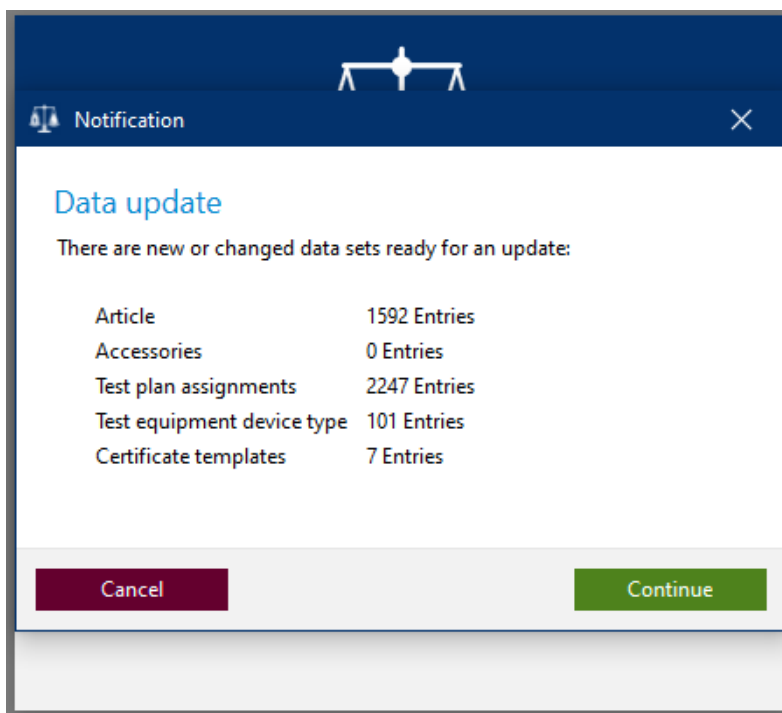 Notification
Data update
There are new or changed data sets ready for an update:
Article 1592 Entries
Accessories 0 Entries
Test plan assignments 2247 Entries
Test equipment device type 101 Entries
Certificate templates 7 Entries
Cancel Continue